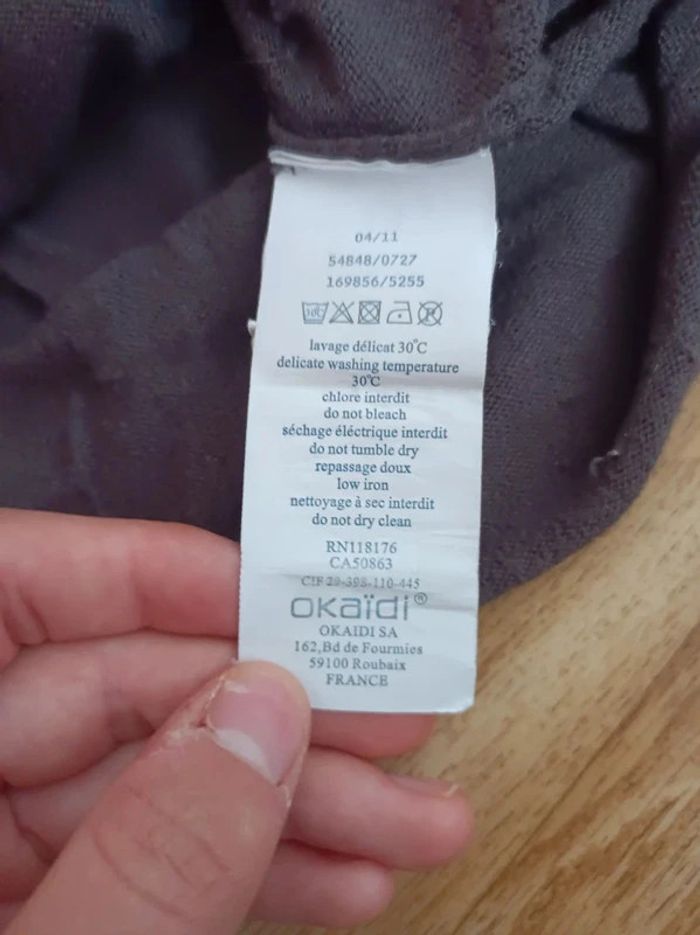 04/11
54848/0727
169856/5255
30°C
lavage délicat 30°C
delicate washing temperature
30°C
chlore interdit
do not bleach
séchage éléctrique interdit
do not tumble dry
repassage doux
low iron
nettoyage à sec interdit
do not dry clean
RN118176
CA50863
CIF 29-398-110-445
okaïdi®
OKAIDI SA
162,Bd de Fourmies
59100 Roubaix
FRANCE